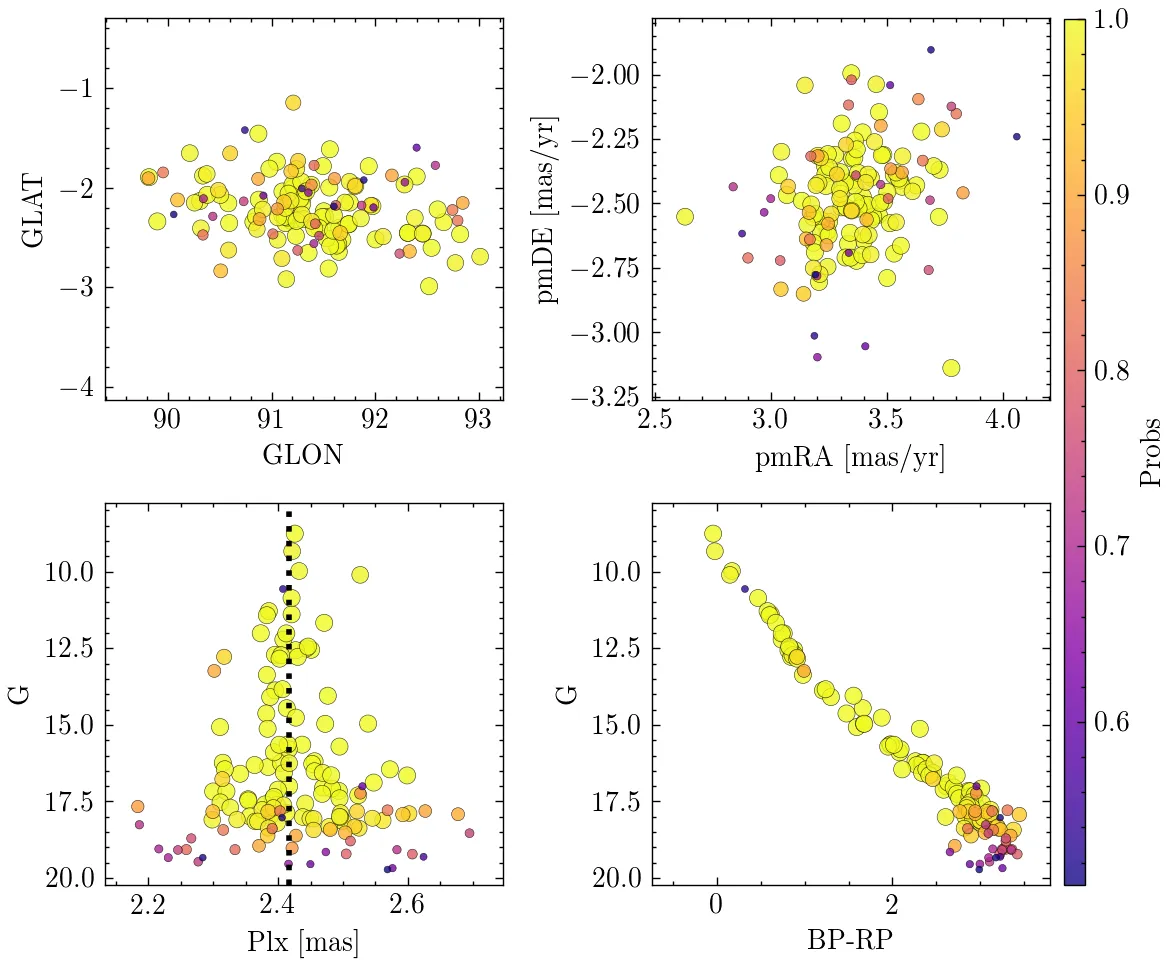 −1
−2
−3
−4
GLAT
90 91 92 93
GLON
−2.00
−2.25
−2.50
−2.75
−3.00
−3.25
pmDE [mas/yr]
2.5 3.0 3.5 4.0
pmRA [mas/yr]
1.0
0.9
0.8
0.7
0.6
Probs
10.0
12.5
15.0
17.5
20.0
G
2.2 2.4 2.6
Plx [mas]
10.0
12.5
15.0
17.5
20.0
G
0 2
BP-RP